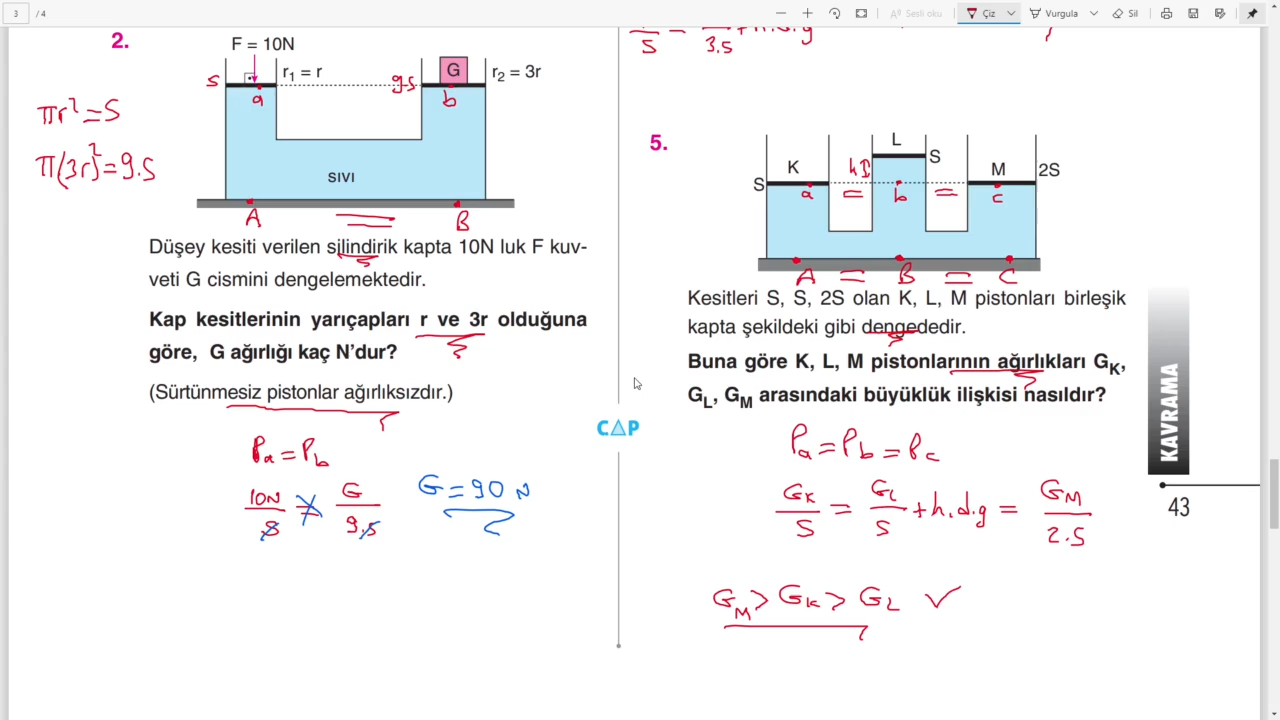 3 / 4
Sesli oku
Çiz
Vurgula
Sil
2.
F = 10N
G
r1 = r
r2 = 3r
S
9.S
a
b
πr² = S
π(3r)² = 9.S
SIVI
A
B
Düşey kesiti verilen silindirik kapta 10N luk F kuv-
veti G cismini dengelemektedir.
Kap kesitlerinin yarıçapları r ve 3r olduğuna
göre, G ağırlığı kaç N'dur?
(Sürtünmesiz pistonlar ağırlıksızdır.)
Pa = Pb
10N/S = G/9.S
G = 90 N
S = 3.S + h.d.g
5.
K
L
M
S
S
2S
h
a = b = c
A = B = C
Kesitleri S, S, 2S olan K, L, M pistonları birleşik
kapta şekildeki gibi dengededir.
Buna göre K, L, M pistonlarının ağırlıkları GK,
GL, GM arasındaki büyüklük ilişkisi nasıldır?
Pa = Pb = Pc
GK/S = GL/S + h.d.g = GM/2.S
GM > GK > GL ✓
CAP
KAVRAMA
43